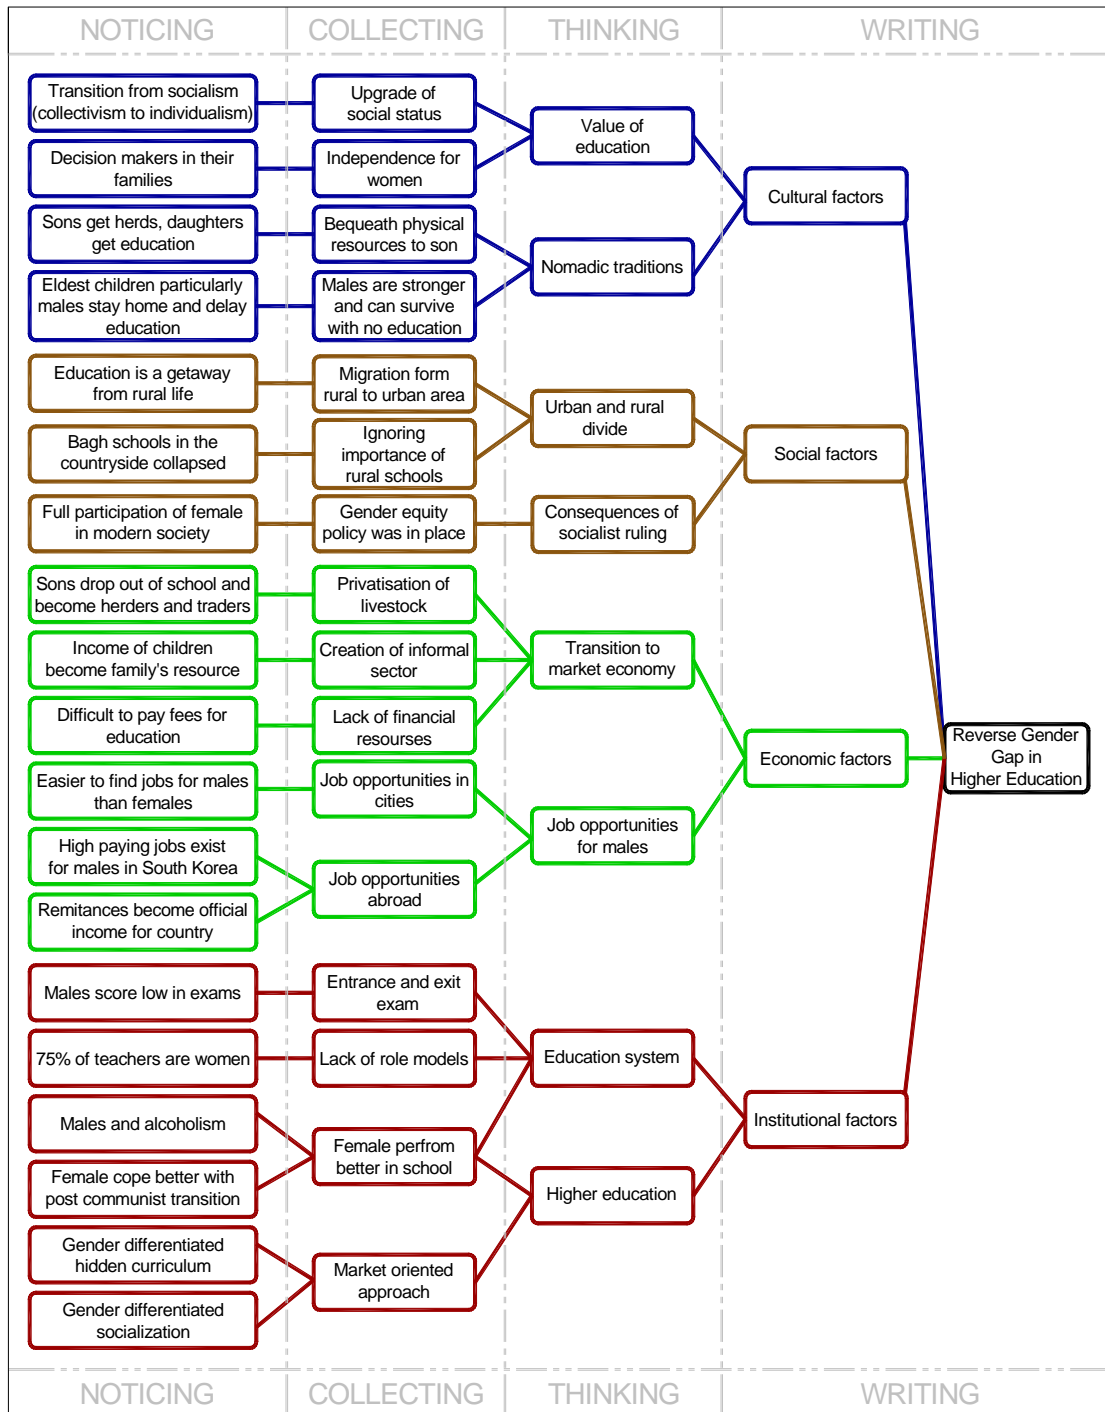 NOTICING
COLLECTING
THINKING
WRITING
Transition from socialism
(collectivism to individualism)
Upgrade of
social status
Value of
education
Decision makers in their
families
Independence for
women
Cultural factors
Sons get herds, daughters
get education
Bequeath physical
resources to son
Nomadic traditions
Eldest children particularly
males stay home and delay
education
Males are stronger
and can survive
with no education
Education is a getaway
from rural life
Migration form
rural to urban area
Urban and rural
divide
Bagh schools in the
countryside collapsed
Ignoring
importance of
rural schools
Social factors
Full participation of female
in modern society
Gender equity
policy was in place
Consequences of
socialist ruling
Sons drop out of school and
become herders and traders
Privatisation of
livestock
Income of children
become family's resource
Creation of informal
sector
Transition to
market economy
Difficult to pay fees for
education
Lack of financial
resourses
Economic factors
Reverse Gender
Gap in
Higher Education
Easier to find jobs for males
than females
Job opportunities in
cities
Job opportunities
for males
High paying jobs exist
for males in South Korea
Job opportunities
abroad
Remitances become official
income for country
Males score low in exams
Entrance and exit
exam
75% of teachers are women
Lack of role models
Education system
Males and alcoholism
Institutional factors
Female perfrom
better in school
Female cope better with
post communist transition
Higher education
Gender differentiated
hidden curriculum
Market oriented
approach
Gender differentiated
socialization
NOTICING
COLLECTING
THINKING
WRITING